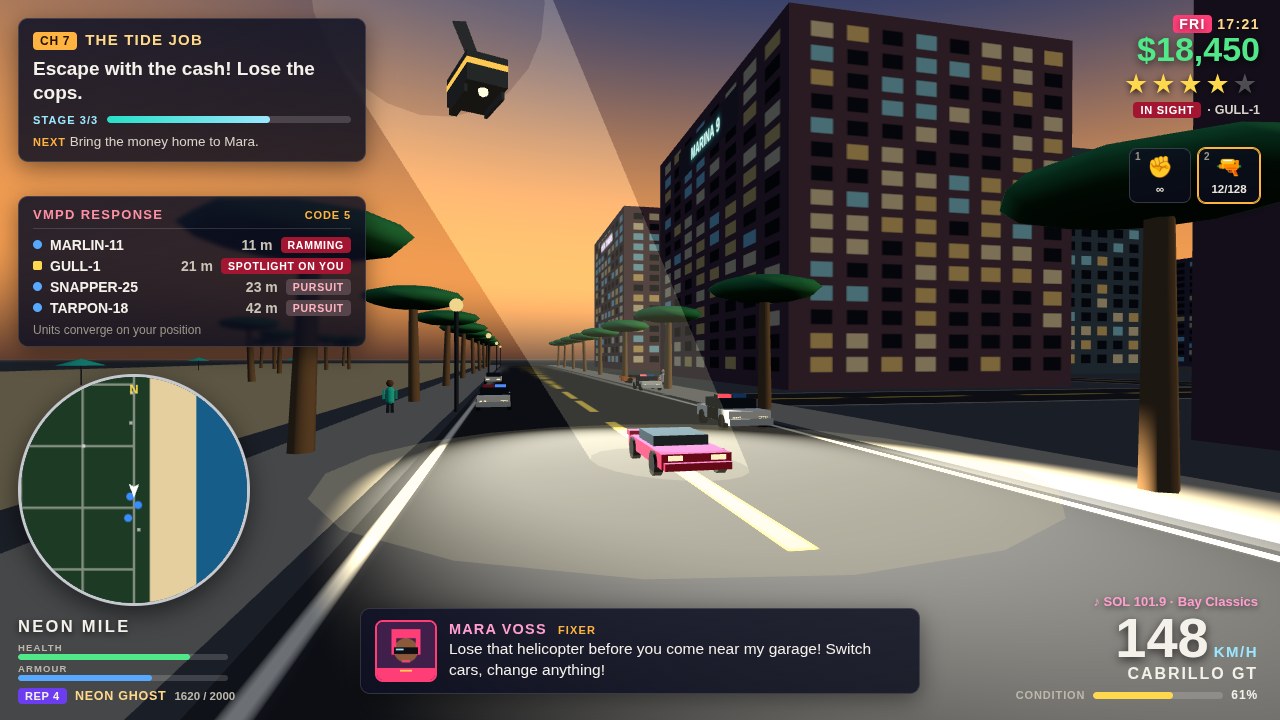 CH 7 THE TIDE JOB
Escape with the cash! Lose the
cops.
STAGE 3/3
NEXT Bring the money home to Mara.
VMPD RESPONSE CODE 5
MARLIN-11 11 m RAMMING
GULL-1 21 m SPOTLIGHT ON YOU
SNAPPER-25 23 m PURSUIT
TARPON-18 42 m PURSUIT
Units converge on your position
N
NEON MILE
HEALTH
ARMOUR
REP 4 NEON GHOST 1620 / 2000
MARINA 9
FRI 17:21
$18,450
★★★★★
IN SIGHT · GULL-1
1 ∞
2 12/128
MARA VOSS FIXER
Lose that helicopter before you come near my garage! Switch
cars, change anything!
♪ SOL 101.9 · Bay Classics
148 KM/H
CABRILLO GT
CONDITION 61%